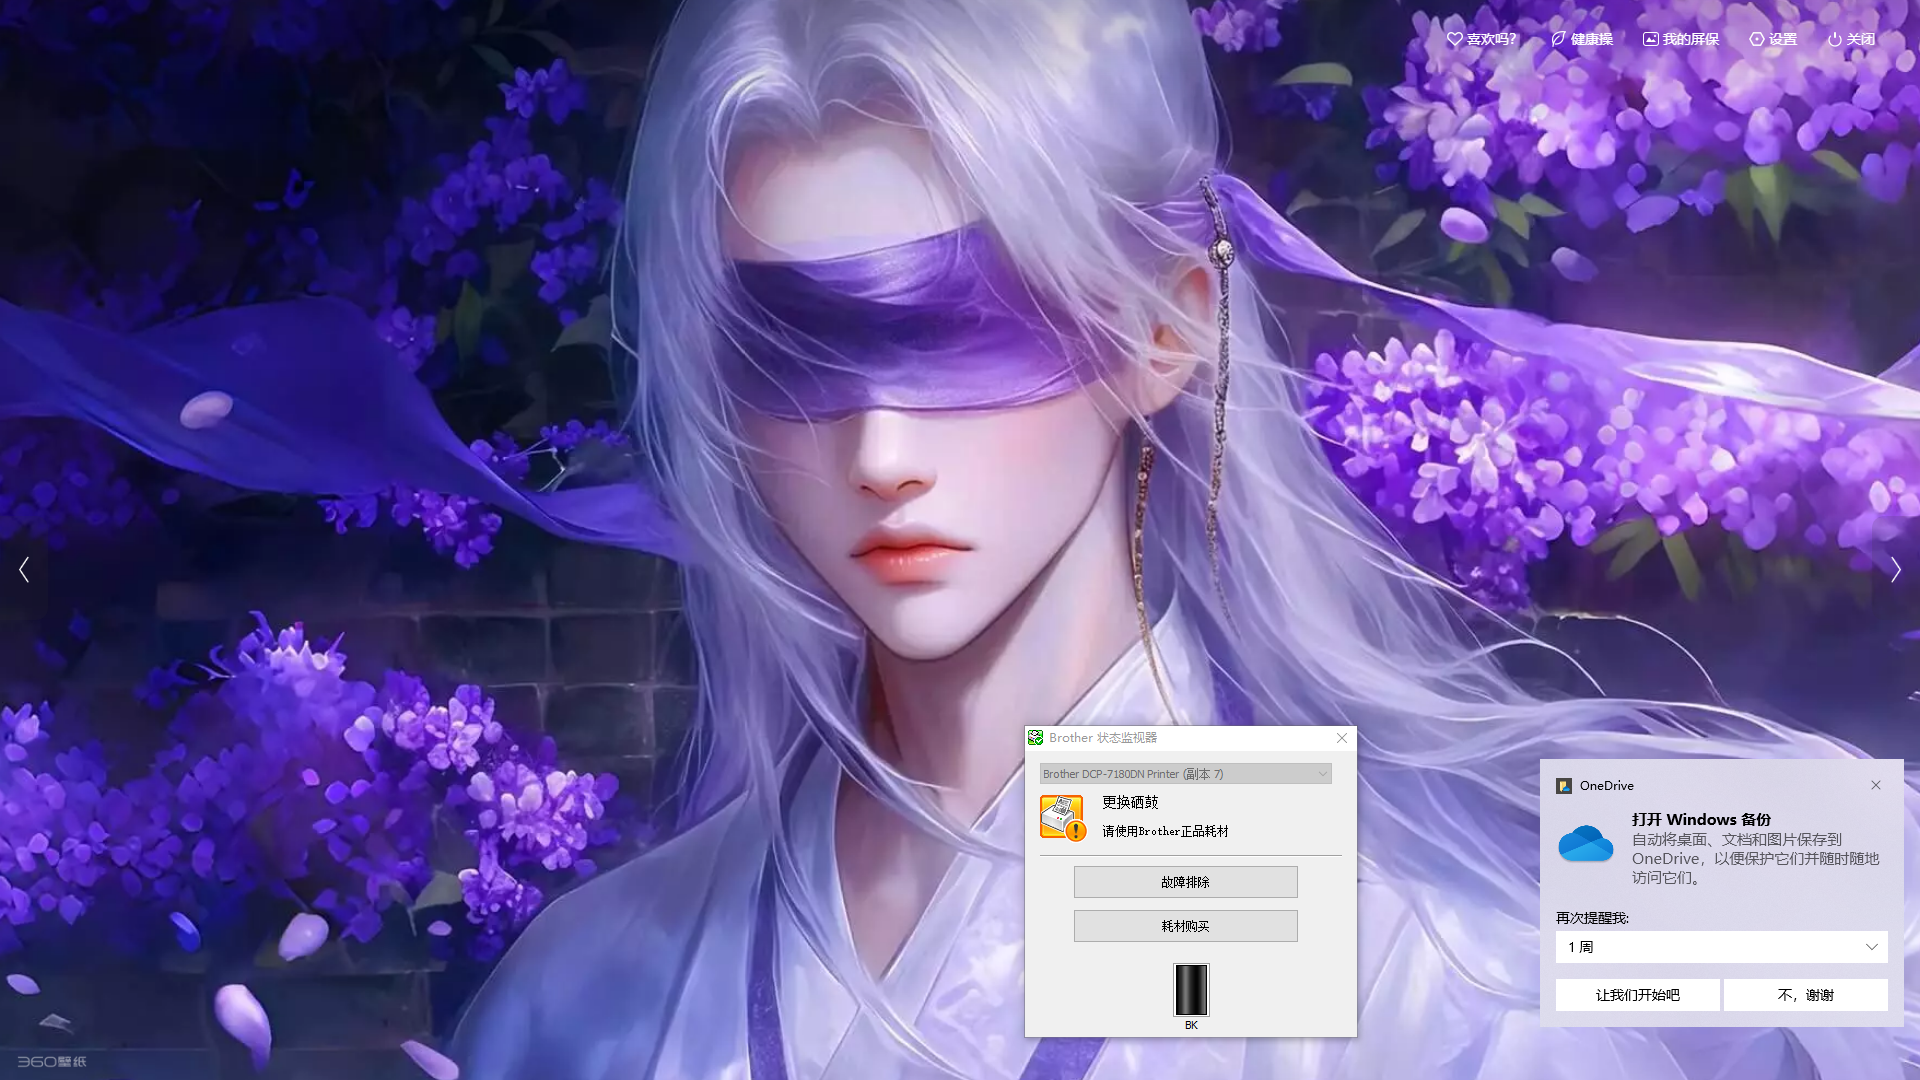 喜欢吗?
健康操
我的屏保
设置
关闭
Brother 状态监视器
Brother DCP-7180DN Printer (副本 7)
更换硒鼓
请使用Brother正品耗材
故障排除
耗材购买
BK
OneDrive
打开 Windows 备份
自动将桌面、文档和图片保存到
OneDrive，以便保护它们并随时随地
访问它们。
再次提醒我:
1 周
让我们开始吧
不，谢谢
360壁纸